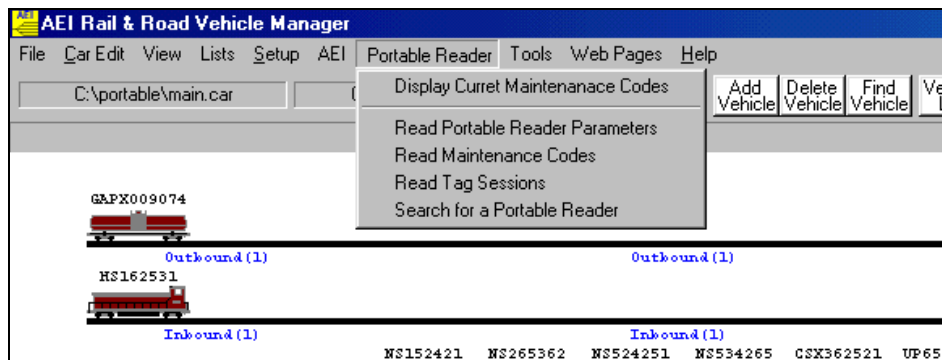 AEI
AEI Rail & Road Vehicle Manager
File Car Edit View Lists Setup AEI Portable Reader Tools Web Pages Help
C:\portable\main.car
Add Vehicle Delete Vehicle Find Vehicle
Display Curret Maintenanace Codes
Read Portable Reader Parameters
Read Maintenance Codes
Read Tag Sessions
Search for a Portable Reader
GAPX009074
Outbound(1) Outbound(1)
HS162531
Inbound(1) Inbound(1)
NS152421 NS265362 NS524251 NS534265 CSX362521 UP65